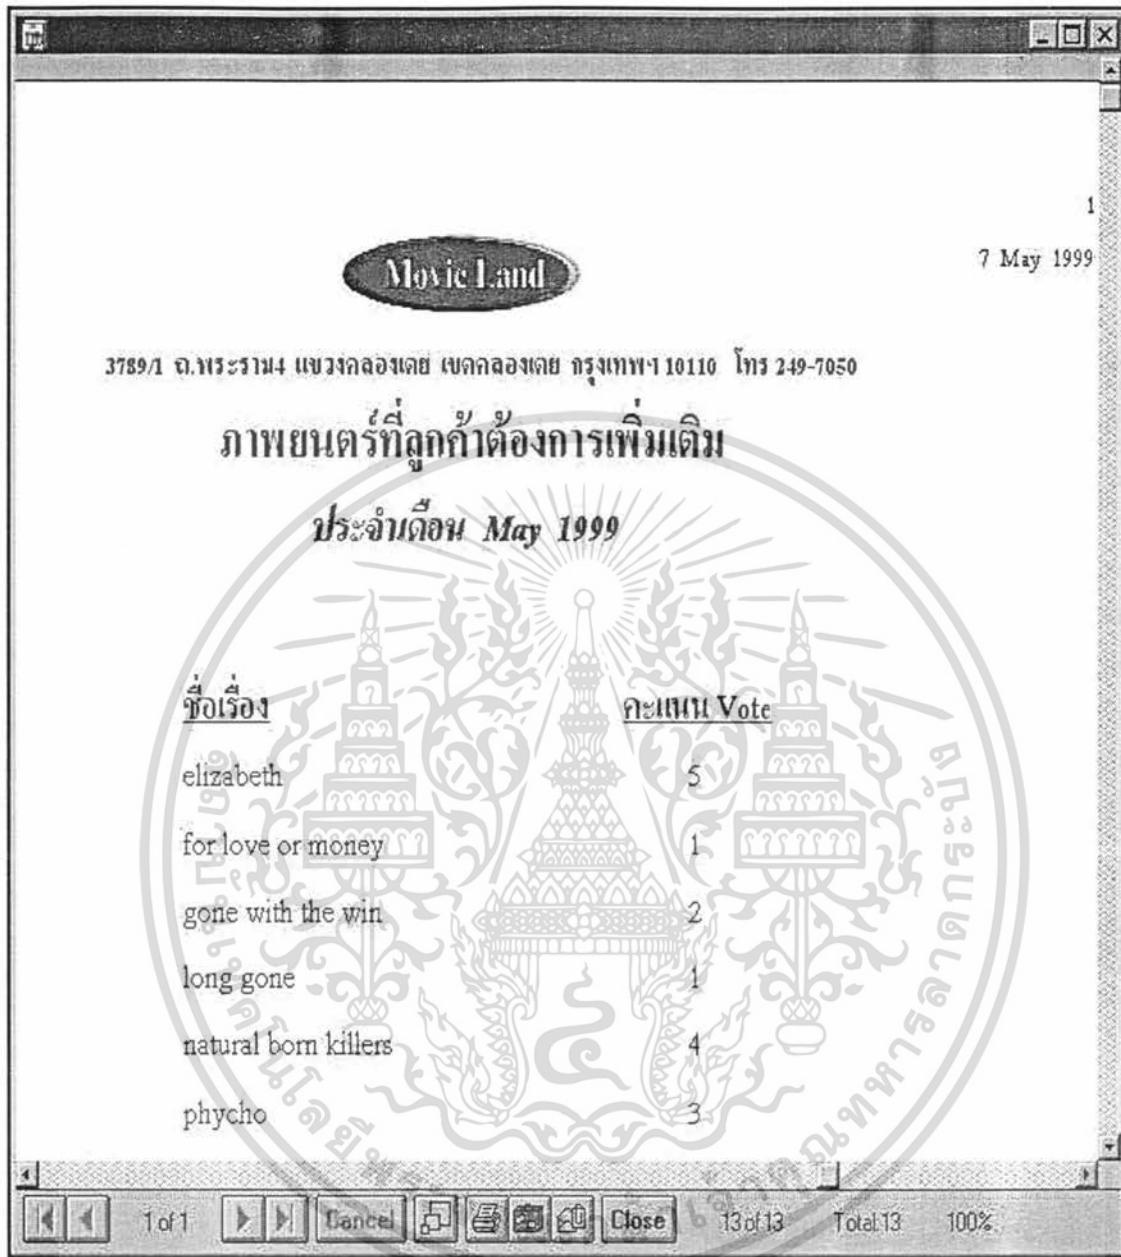 1
7 May 1999
Movie Land
3789/1 ถ.พระราม4 แขวงคลองเตย เขตคลองเตย กรุงเทพฯ 10110 โทร 249-7050
ภาพยนตร์ที่ลูกค้าต้องการเพิ่มเติม
ประจำเดือน May 1999
ชื่อเรื่อง คะแนน Vote
elizabeth 5
for love or money 1
gone with the win 2
long gone 1
natural born killers 4
phycho 3
1 of 1 Cancel Close 13 of 13 Total:13 100%